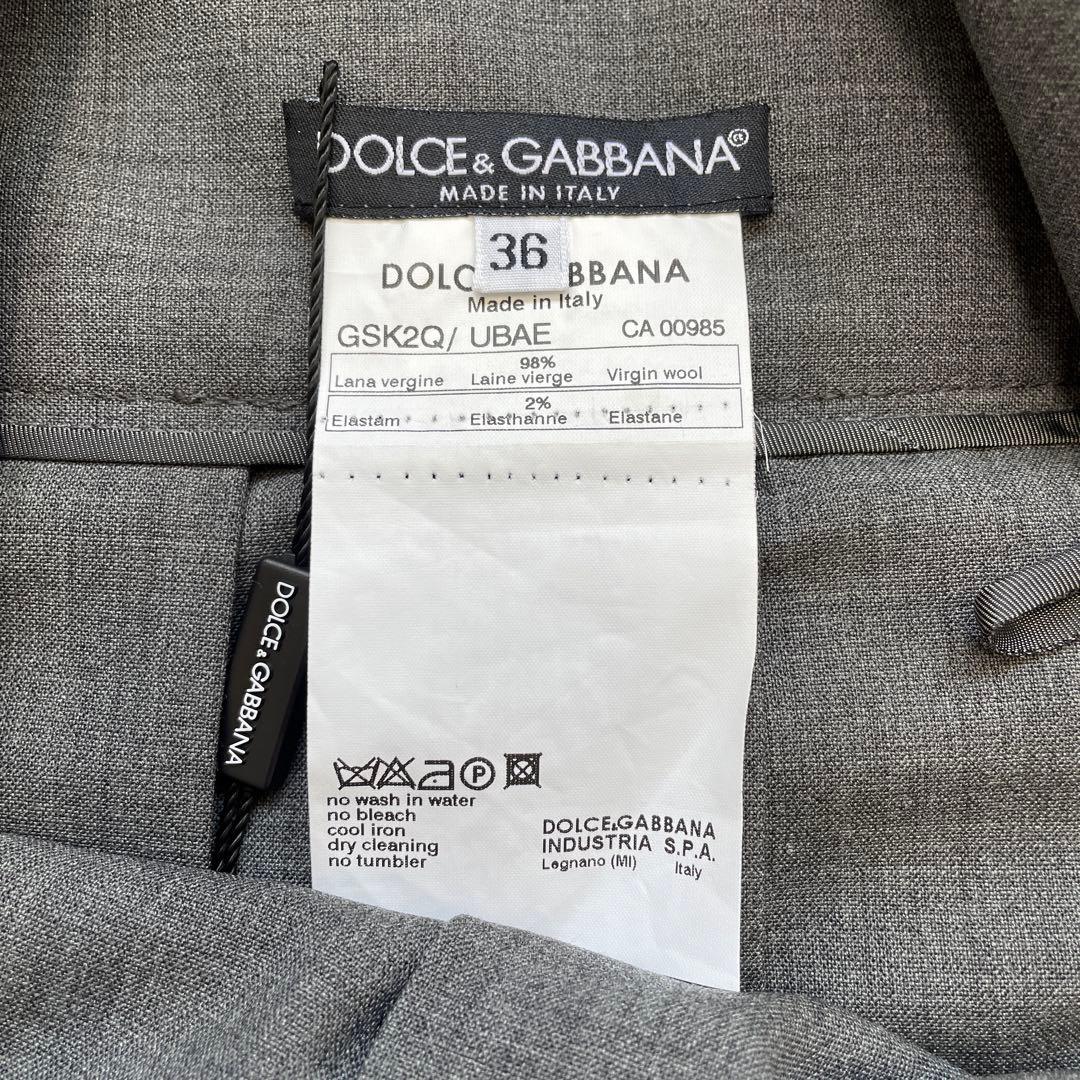 DOLCE & GABBANA®
MADE IN ITALY
36
DOLC BBANA
Made in Italy
GSK2Q/ UBAE CA 00985
98%
Lana vergine Laine vierge Virgin wool
2%
Elastam Elasthanne Elastane
DOLCE & GABBANA
P
no wash in water
no bleach
cool iron
dry cleaning
no tumbler
DOLCE&GABBANA
INDUSTRIA S.P.A.
Legnano (MI) Italy